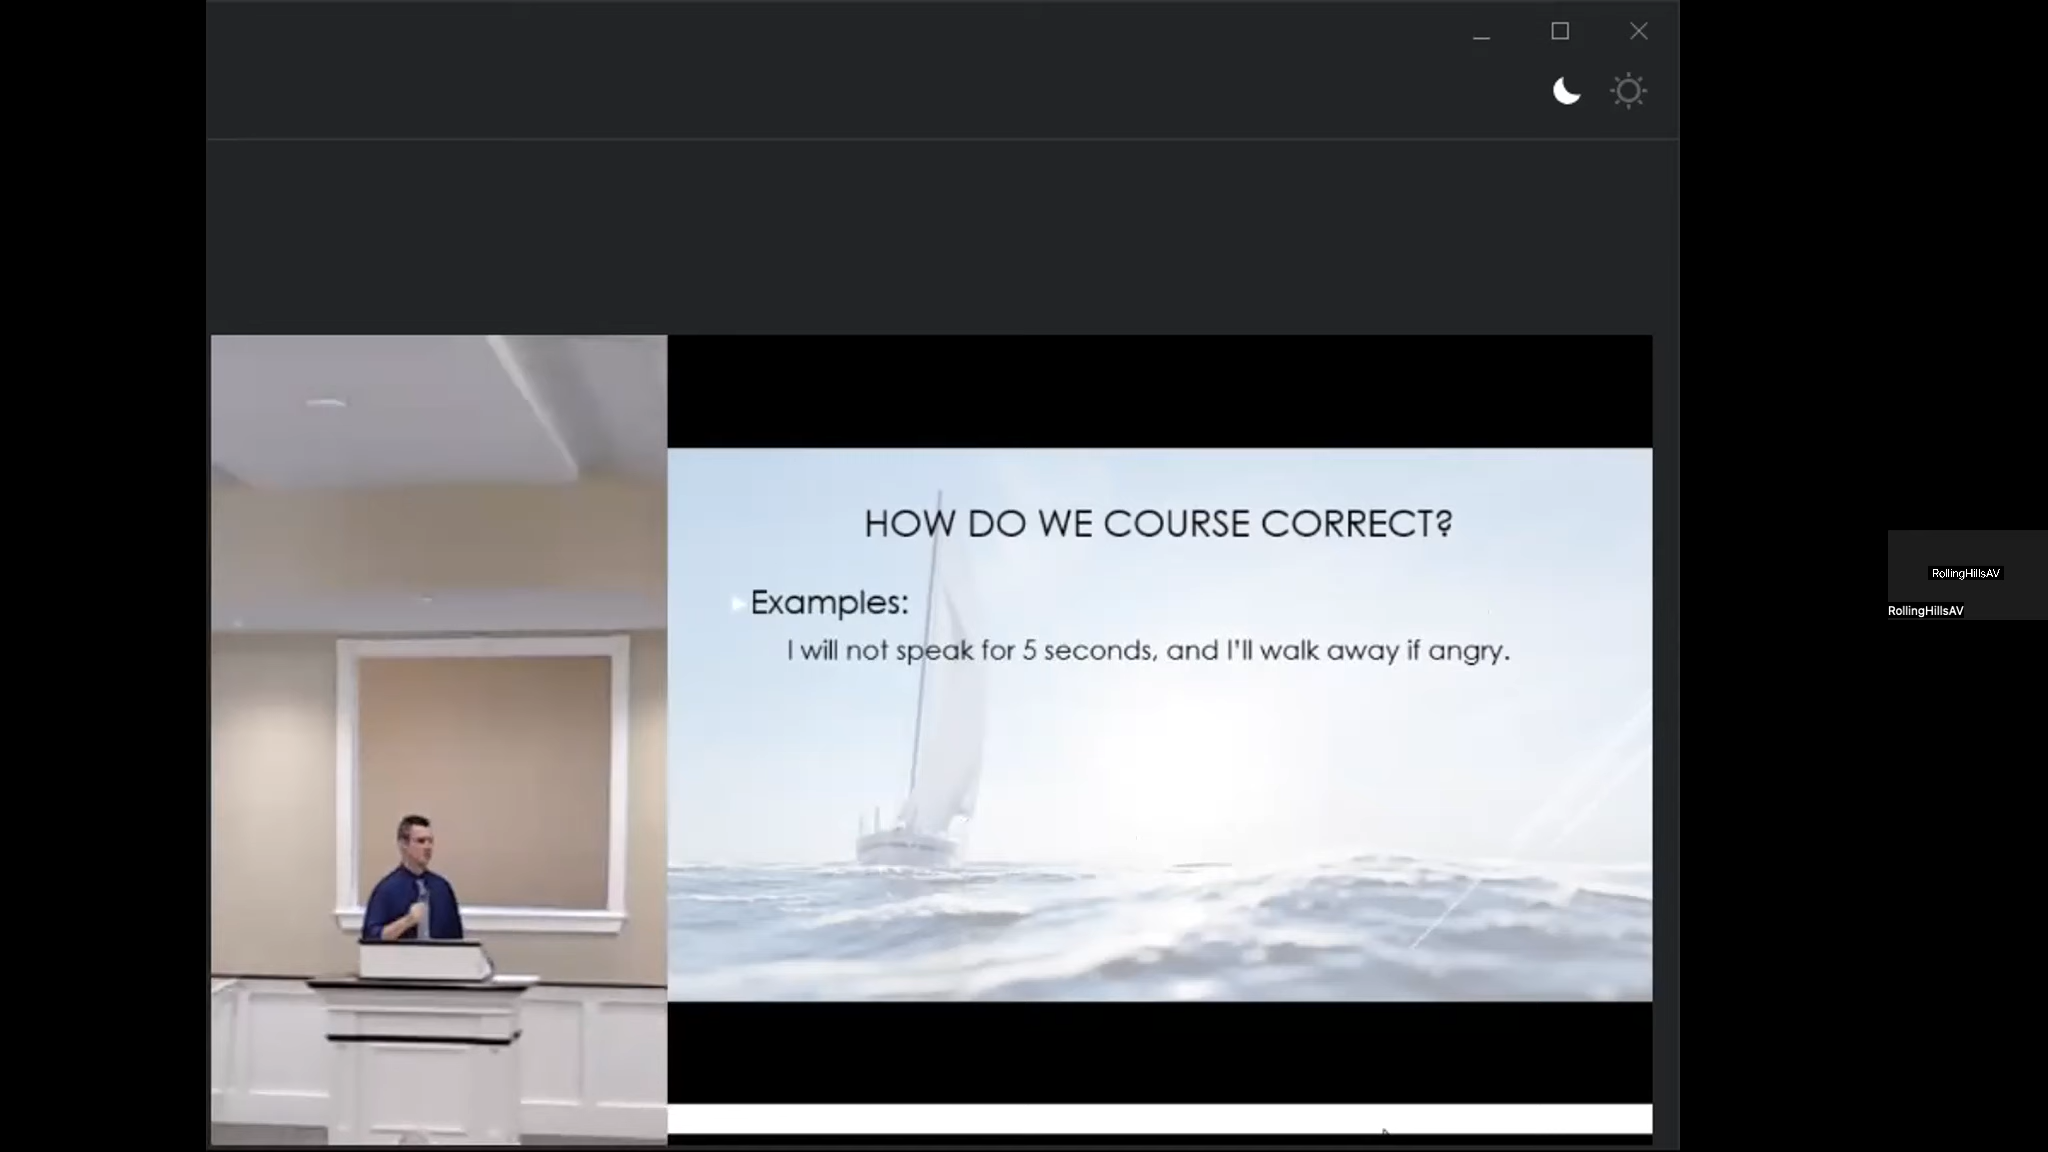 HOW DO WE COURSE CORRECT?
Examples:
I will not speak for 5 seconds, and I'll walk away if angry.
RollingHillsAV
RollingHillsAV